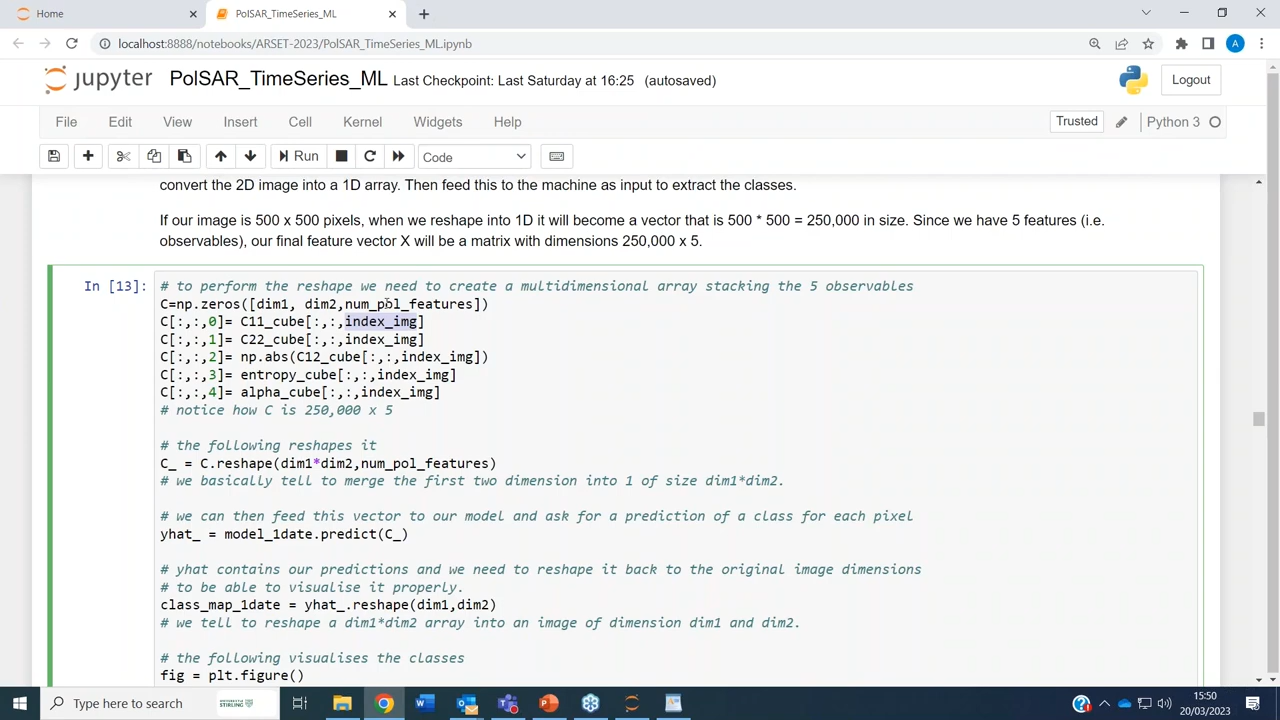 Home
PolSAR_TimeSeries_ML
localhost:8888/notebooks/ARSET-2023/PolSAR_TimeSeries_ML.ipynb
A
jupyter PolSAR_TimeSeries_ML Last Checkpoint: Last Saturday at 16:25 (autosaved)
Logout
File Edit View Insert Cell Kernel Widgets Help
Trusted
Python 3
Run
Code
convert the 2D image into a 1D array. Then feed this to the machine as input to extract the classes.
If our image is 500 x 500 pixels, when we reshape into 1D it will become a vector that is 500 * 500 = 250,000 in size. Since we have 5 features (i.e.
observables), our final feature vector X will be a matrix with dimensions 250,000 x 5.
In [13]:
# to perform the reshape we need to create a multidimensional array stacking the 5 observables
C=np.zeros([dim1, dim2,num_pol_features])
C[:,:,0]= C11_cube[:,:,index_img]
C[:,:,1]= C22_cube[:,:,index_img]
C[:,:,2]= np.abs(C12_cube[:,:,index_img])
C[:,:,3]= entropy_cube[:,:,index_img]
C[:,:,4]= alpha_cube[:,:,index_img]
# notice how C is 250,000 x 5
# the following reshapes it
C_ = C.reshape(dim1*dim2,num_pol_features)
# we basically tell to merge the first two dimension into 1 of size dim1*dim2.
# we can then feed this vector to our model and ask for a prediction of a class for each pixel
yhat_ = model_1date.predict(C_)
# yhat contains our predictions and we need to reshape it back to the original image dimensions
# to be able to visualise it properly.
class_map_1date = yhat_.reshape(dim1,dim2)
# we tell to reshape a dim1*dim2 array into an image of dimension dim1 and dim2.
# the following visualises the classes
fig = plt.figure()
Type here to search
STIRLING
15:50
20/03/2023